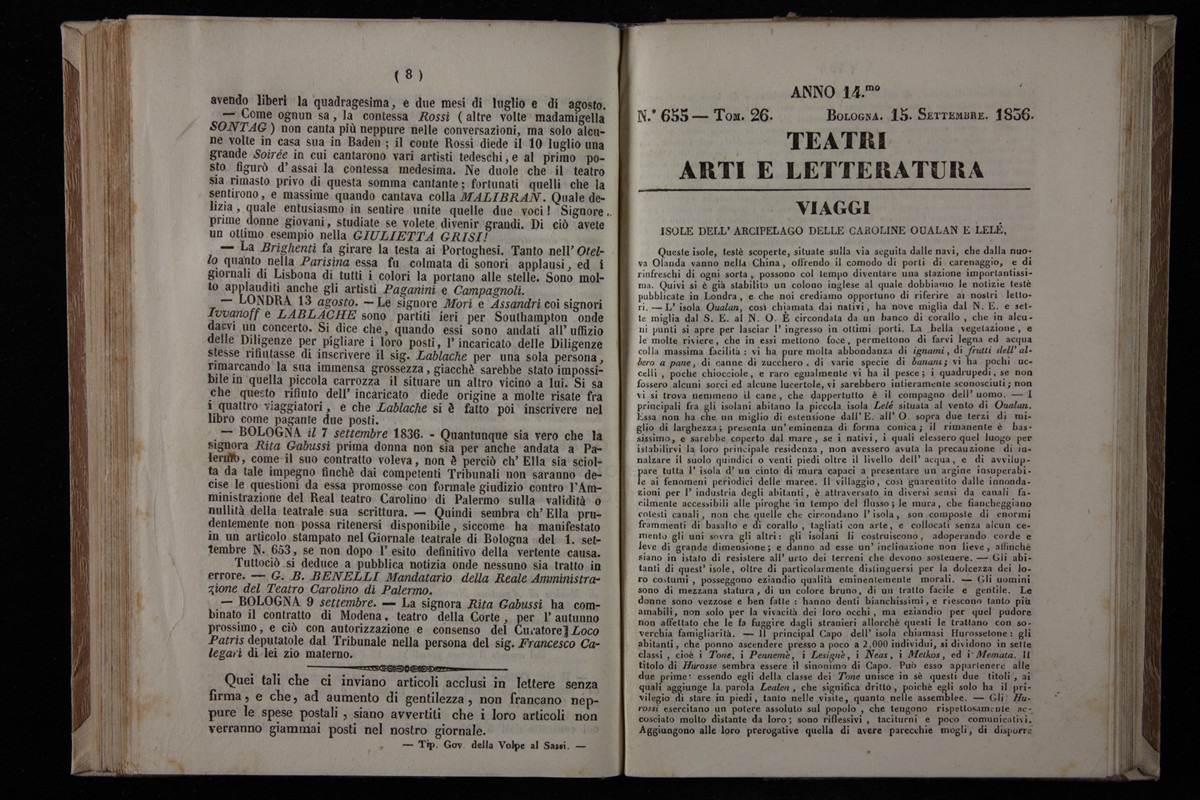 ( 8 )
avendo liberi la quadragesima, e due mesi di luglio e di agosto.
— Come ognun sa, la contessa Rossi (altre volte madamigella
SONTAG) non canta più neppure nelle conversazioni, ma solo alcu-
ne volte in casa sua in Baden; il conte Rossi diede il 10 luglio una
grande Soirée in cui cantarono vari artisti tedeschi, e al primo po-
sto figurò d'assai la contessa medesima. Ne duole che il teatro
sia rimasto privo di questa somma cantante; fortunati quelli che la
sentirono, e massime quando cantava colla MALIBRAN. Quale de-
lizia, quale entusiasmo in sentire unite quelle due voci! Signore..
prime donne giovani, studiate se volete divenir grandi. Di ciò avete
un ottimo esempio nella GIULIETTA GRISI!
— La Brighenti fa girare la testa ai Portoghesi. Tanto nell'Otel-
lo quanto nella Parisina essa fu colmata di sonori applausi, ed i
giornali di Lisbona di tutti i colori la portano alle stelle. Sono mol-
to applauditi anche gli artisti Paganini e Campagnoli.
— LONDRA 13 agosto. — Le signore Mori e Assandri coi signori
Ivvanoff e LABLACHE sono partiti ieri per Southampton onde
darvi un concerto. Si dice che, quando essi sono andati all'uffizio
delle Diligenze per pigliare i loro posti, l'incaricato delle Diligenze
stesse rifiutasse di inscrivere il sig. Lablache per una sola persona,
rimarcando la sua immensa grossezza, giacchè sarebbe stato impossi-
bile in quella piccola carrozza il situare un altro vicino a lui. Si sa
che questo rifiuto dell'incaricato diede origine a molte risate fra
i quattro viaggiatori, e che Lablache si è fatto poi inscrivere nel
libro come pagante due posti.
— BOLOGNA il 7 settembre 1836. - Quantunque sia vero che la
signora Rita Gabussi prima donna non sia per anche andata a Pa-
lermo, come il suo contratto voleva, non è perciò ch'Ella sia sciol-
ta da tale impegno finchè dai competenti Tribunali non saranno de-
cise le questioni da essa promosse con formale giudizio contro l'Am-
ministrazione del Real teatro Carolino di Palermo sulla validità o
nullità della teatrale sua scrittura. — Quindi sembra ch'Ella pru-
dentemente non possa ritenersi disponibile, siccome ha manifestato
in un articolo stampato nel Giornale teatrale di Bologna del 1. set-
tembre N. 653, se non dopo l'esito definitivo della vertente causa.
Tuttociò si deduce a pubblica notizia onde nessuno sia tratto in
errore. — G. B. BENELLI Mandatario della Reale Amministra-
zione del Teatro Carolino di Palermo.
— BOLOGNA 9 settembre. — La signora Rita Gabussi ha com-
binato il contratto di Modena. teatro della Corte, per l'autunno
prossimo, e ciò con autorizzazione e consenso del Curatore Loco
Patris deputatole dal Tribunale nella persona del sig. Francesco Ca-
legari di lei zio materno.
Quei tali che ci inviano articoli acclusi in lettere senza
firma, e che, ad aumento di gentilezza, non francano nep-
pure le spese postali, siano avvertiti che i loro articoli non
verranno giammai posti nel nostro giornale.
— Tip. Gov. della Volpe al Sassi. —
ANNO 14.mo
N.° 655 — Tom. 26. Bologna. 15. Settembre. 1836.
TEATRI
ARTI E LETTERATURA
VIAGGI
ISOLE DELL' ARCIPELAGO DELLE CAROLINE OUALAN E LELÉ,
Queste isole, testè scoperte, situate sulla via seguita dalle navi, che dalla nuo-
va Olanda vanno nella China, offrendo il comodo di porti di carenaggio, e di
rinfreschi di ogni sorta, possono col tempo diventare una stazione importantissi-
ma. Quivi si è già stabilito un colono inglese al quale dobbiamo le notizie testè
pubblicate in Londra, e che noi crediamo opportuno di riferire ai nostri letto-
ri. — L'isola Oualan, così chiamata dai nativi, ha nove miglia dal N. E. e set-
te miglia dal S. E. al N. O. È circondata da un banco di corallo, che in alcu-
ni punti si apre per lasciar l'ingresso in ottimi porti. La bella vegetazione, e
le molte riviere, che in essi mettono foce, permettono di farvi legna ed acqua
colla massima facilità: vi ha pure molta abbondanza di ignami, di frutti dell'al-
bero a pane, di canne di zucchero. di varie specie di banani; vi ha pochi uc-
celli, poche chiocciole, e raro egualmente vi ha il pesce; i quadrupedi, se non
fossero alcuni sorci ed alcune lucertole, vi sarebbero intieramente sconosciuti; non
vi si trova nemmeno il cane, che dappertutto è il compagno dell'uomo. — I
principali fra gli isolani abitano la piccola isola Lelé situata al vento di Oualan.
Essa non ha che un miglio di estensione dall'E. all'O. sopra due terzi di mi-
glio di larghezza; presenta un'eminenza di forma conica; il rimanente è bas-
sissimo, e sarebbe coperto dal mare, se i nativi, i quali elessero quel luogo per
istabilirvi la loro principale residenza, non avessero avuta la precauzione di in-
nalzare il suolo quindici o venti piedi oltre il livello dell'acqua, e di avvilup-
pare tutta l'isola d'un cinto di mura capaci a presentare un argine insuperabi-
le ai fenomeni periodici delle maree. Il villaggio, così guarentito dalle innonda-
zioni per l'industria degli abitanti, è attraversato in diversi sensi da canali fa-
cilmente accessibili alle piroghe in tempo del flusso; le mura, che fiancheggiano
cotesti canali, non che quelle che circondano l'isola, son composte di enormi
frammenti di basalto e di corallo, tagliati con arte, e collocati senza alcun ce-
mento gli uni sovra gli altri: gli isolani li costruiscono, adoperando corde e
leve di grande dimensione; e danno ad esse un'inclinazione non lieve, affinchè
siano in istato di resistere all'urto dei terreni che devono sostenere. — Gli abi-
tanti di quest'isole, oltre di particolarmente distinguersi per la dolcezza dei lo-
ro costumi, posseggono eziandio qualità eminentemente morali. — Gli uomini
sono di mezzana statura, di un colore bruno, di un tratto facile e gentile. Le
donne sono vezzose e ben fatte: hanno denti bianchissimi, e riescono tanto più
amabili, non solo per la vivacità dei loro occhi, ma eziandio per quel pudore
non affettato che le fa fuggire dagli stranieri allorchè questi le trattano con so-
verchia famigliarità. — Il principal Capo dell'isola chiamasi Hurossetone: gli
abitanti, che ponno ascendere presso a poco a 2,000 individui, si dividono in sette
classi, cioè i Tone, i Pennemè, i Lesignè, i Neas, i Metkos, ed i Memata. Il
titolo di Hurosse sembra essere il sinonimo di Capo. Può esso appartenere alle
due prime: essendo egli della classe dei Tone unisce in sè questi due titoli, ai
quali aggiunge la parola Lealen, che significa dritto, poichè egli solo ha il pri-
vilegio di stare in piedi, tanto nelle visite, quanto nelle assemblee. — Gli Hu-
rossi esercitano un potere assoluto sul popolo, che tengono rispettosamente ac-
cosciato molto distante da loro; sono riflessivi, taciturni e poco comunicativi.
Aggiungono alle loro prerogative quella di avere parecchie mogli, di disporre